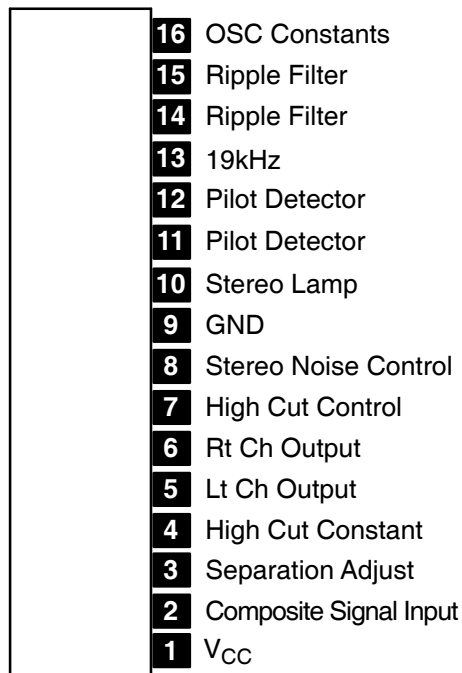 16 OSC Constants
15 Ripple Filter
14 Ripple Filter
13 19kHz
12 Pilot Detector
11 Pilot Detector
10 Stereo Lamp
9 GND
8 Stereo Noise Control
7 High Cut Control
6 Rt Ch Output
5 Lt Ch Output
4 High Cut Constant
3 Separation Adjust
2 Composite Signal Input
1 VCC